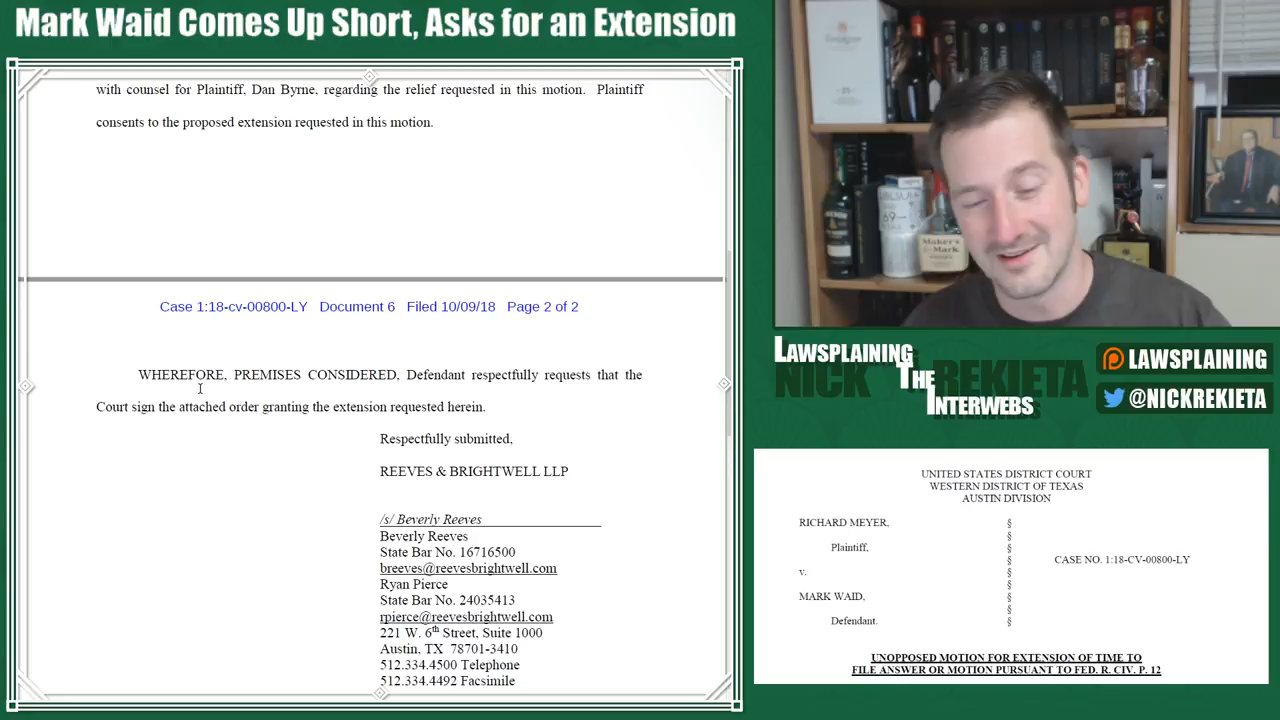 Mark Waid Comes Up Short, Asks for an Extension
with counsel for Plaintiff, Dan Byrne, regarding the relief requested in this motion. Plaintiff
consents to the proposed extension requested in this motion.
Case 1:18-cv-00800-LY Document 6 Filed 10/09/18 Page 2 of 2
WHEREFORE, PREMISES CONSIDERED, Defendant respectfully requests that the
Court sign the attached order granting the extension requested herein.
Respectfully submitted,
REEVES & BRIGHTWELL LLP
/s/ Beverly Reeves
Beverly Reeves
State Bar No. 16716500
breeves@reevesbrightwell.com
Ryan Pierce
State Bar No. 24035413
rpierce@reevesbrightwell.com
221 W. 6th Street, Suite 1000
Austin, TX 78701-3410
512.334.4500 Telephone
512.334.4492 Facsimile
69
Maker's
Mark
LAWSPLAINING
THE
INTERWEBS
NICK REKIETA
LAWSPLAINING
@NICKREKIETA
UNITED STATES DISTRICT COURT
WESTERN DISTRICT OF TEXAS
AUSTIN DIVISION
RICHARD MEYER, §
§
Plaintiff, §
§ CASE NO. 1:18-CV-00800-LY
v. §
§
MARK WAID, §
§
Defendant. §
UNOPPOSED MOTION FOR EXTENSION OF TIME TO
FILE ANSWER OR MOTION PURSUANT TO FED. R. CIV. P. 12